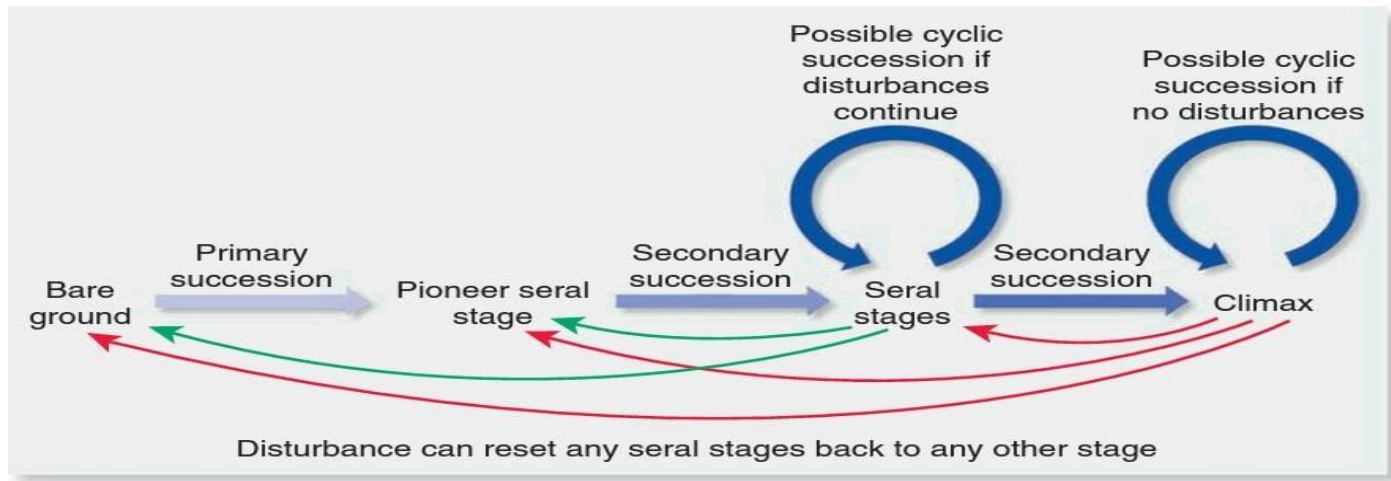 Possible cyclic
succession if
disturbances
continue
Possible cyclic
succession if
no disturbances
Primary
succession
Secondary
succession
Secondary
succession
Bare
ground
Pioneer seral
stage
Seral
stages
Climax
Disturbance can reset any seral stages back to any other stage